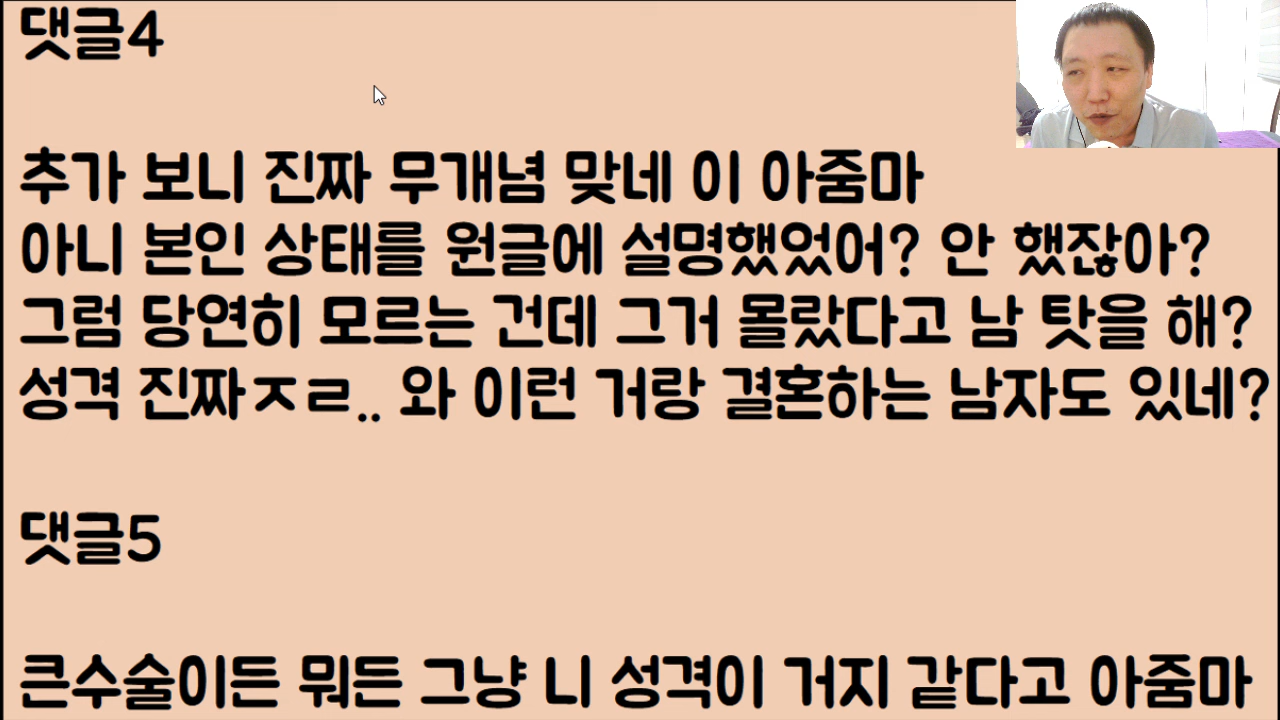 댓글4
추가 보니 진짜 무개념 맞네 이 아줌마
아니 본인 상태를 원글에 설명했었어? 안 했잖아?
그럼 당연히 모르는 건데 그거 몰랐다고 남 탓을 해?
성격 진짜ㅈㄹ.. 와 이런 거랑 결혼하는 남자도 있네?
댓글5
큰수술이든 뭐든 그냥 니 성격이 거지 같다고 아줌마